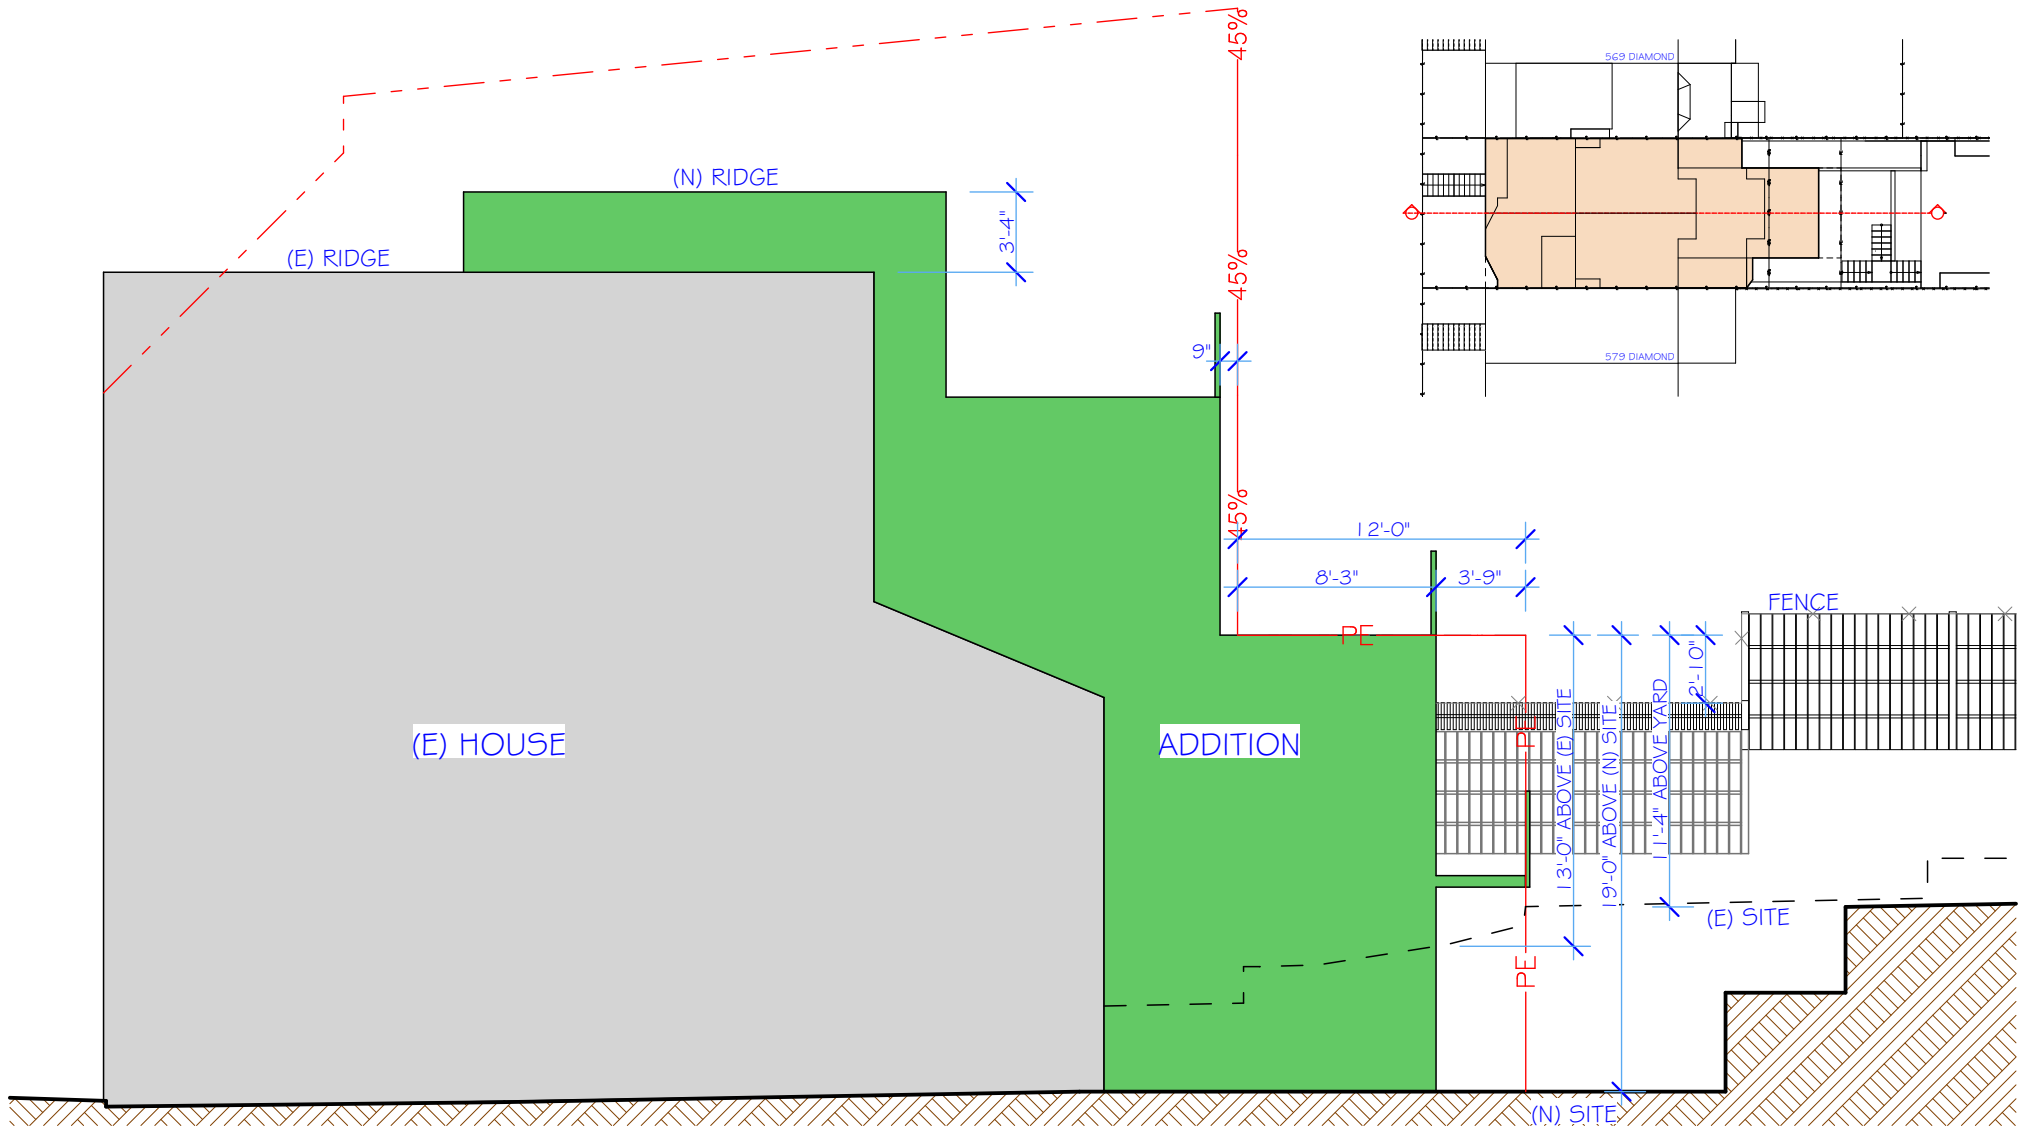 45%
569 DIAMOND
(N) RIDGE
3'-4"
(E) RIDGE
45%
9"
579 DIAMOND
45%
12'-0"
8'-3"
3'-9"
FENCE
PE
2'-10"
PE
13'-0" ABOVE (E) SITE
19'-0" ABOVE (N) SITE
11'-4" ABOVE YARD
(E) HOUSE
ADDITION
(E) SITE
PE
(N) SITE